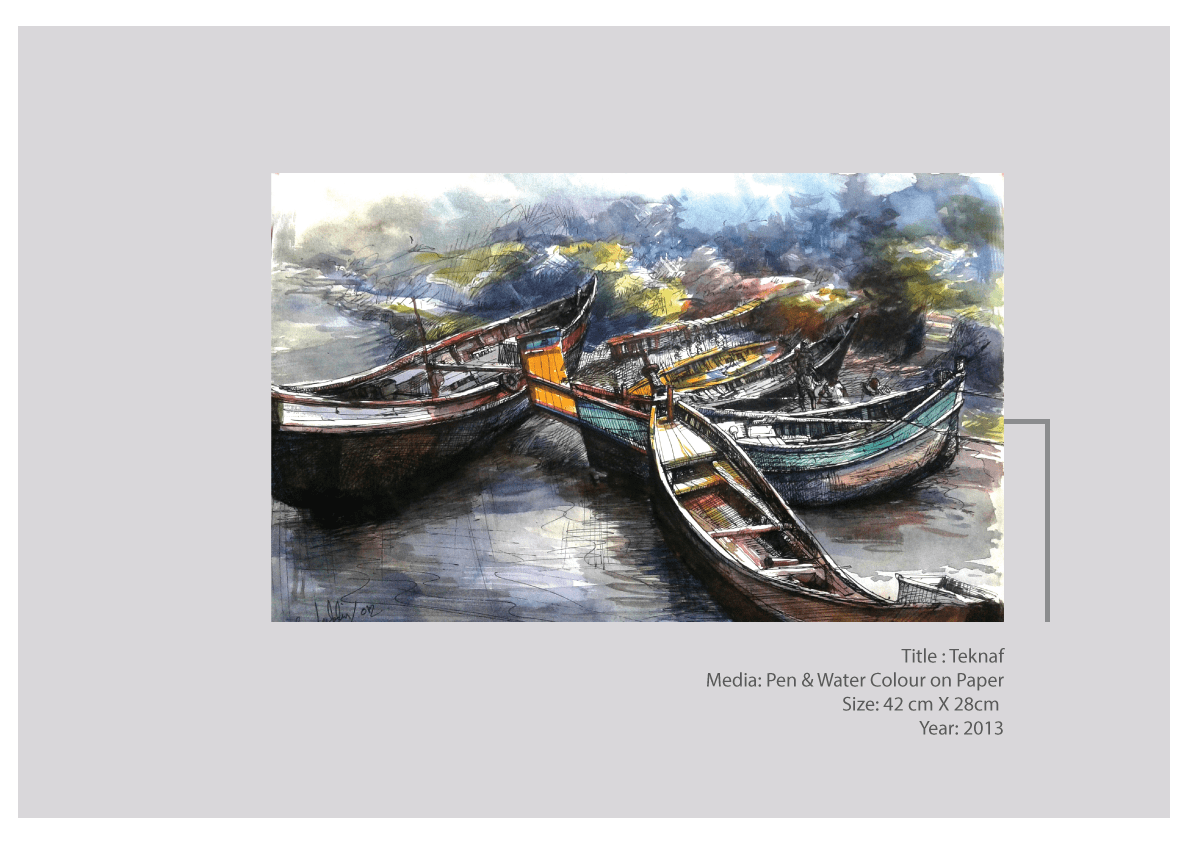 Title : Teknaf
Media: Pen & Water Colour on Paper
Size: 42 cm X 28cm
Year: 2013